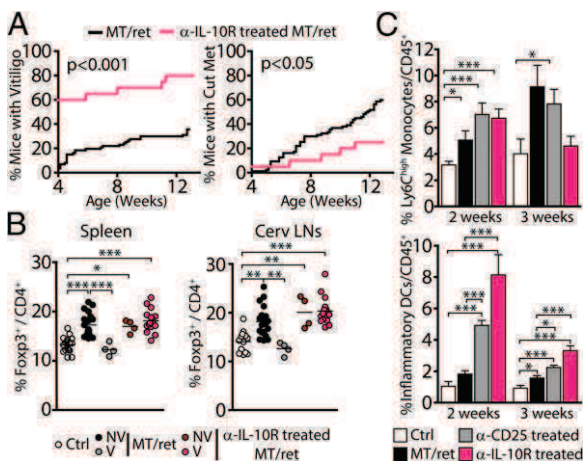 A
MT/ret α-IL-10R treated MT/ret
% Mice with Vitiligo
100
80
60
40
20
0
p<0.001
4 8 12
Age (Weeks)
% Mice with Cut Met
100
80
60
40
20
0
p<0.05
4 8 12
Age (Weeks)
B
Spleen
% Foxp3+ / CD4+
30
20
10
0
***
*
*** ***
Cerv LNs
% Foxp3+ / CD4+
30
20
10
0
***
**
** **
Ctrl
NV
V
MT/ret
NV
V
α-IL-10R treated
MT/ret
C
% Ly6Chigh Monocytes/CD45+
12
10
8
6
4
2
0
***
***
*
*
2 weeks 3 weeks
% Inflammatory DCs/CD45+
10
8
6
4
2
0
***
***
***
***
***
*
***
*
***
2 weeks 3 weeks
Ctrl α-CD25 treated
MT/ret α-IL-10R treated